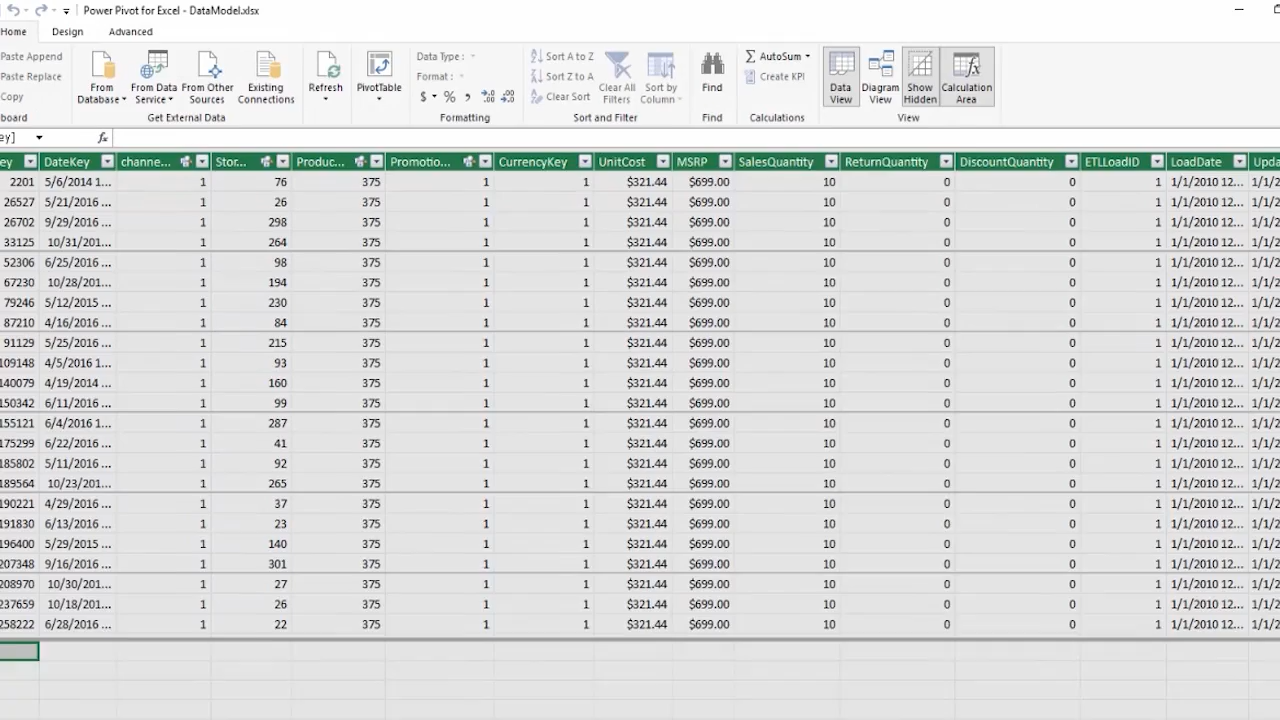 Power Pivot for Excel - DataModel.xlsx
Home Design Advanced
Paste Append
Paste Replace
Copy
From Database
From Data Service
From Other Sources
Existing Connections
Get External Data
Refresh
PivotTable
Data Type :
Format :
$ % ,
Formatting
Sort A to Z
Sort Z to A
Clear Sort
Clear All Filters
Sort by Column
Sort and Filter
Find
Find
AutoSum
Create KPI
Calculations
Data View
Diagram View
Show Hidden
Calculation Area
View
ey] fx
ey DateKey channe... Stor... Produc... Promotio... CurrencyKey UnitCost MSRP SalesQuantity ReturnQuantity DiscountQuantity ETLLoadID LoadDate Upda
2201 5/6/2014 1... 1 76 375 1 1 $321.44 $699.00 10 0 0 1 1/1/2010 12... 1/1/2
26527 5/21/2016 ... 1 26 375 1 1 $321.44 $699.00 10 0 0 1 1/1/2010 12... 1/1/2
26702 9/29/2016 ... 1 298 375 1 1 $321.44 $699.00 10 0 0 1 1/1/2010 12... 1/1/2
33125 10/31/201... 1 264 375 1 1 $321.44 $699.00 10 0 0 1 1/1/2010 12... 1/1/2
52306 6/25/2016 ... 1 98 375 1 1 $321.44 $699.00 10 0 0 1 1/1/2010 12... 1/1/2
67230 10/28/201... 1 194 375 1 1 $321.44 $699.00 10 0 0 1 1/1/2010 12... 1/1/2
79246 5/12/2015 ... 1 230 375 1 1 $321.44 $699.00 10 0 0 1 1/1/2010 12... 1/1/2
87210 4/16/2016 ... 1 84 375 1 1 $321.44 $699.00 10 0 0 1 1/1/2010 12... 1/1/2
91129 5/25/2016 ... 1 215 375 1 1 $321.44 $699.00 10 0 0 1 1/1/2010 12... 1/1/2
109148 4/5/2016 1... 1 93 375 1 1 $321.44 $699.00 10 0 0 1 1/1/2010 12... 1/1/2
140079 4/19/2014 ... 1 160 375 1 1 $321.44 $699.00 10 0 0 1 1/1/2010 12... 1/1/2
150342 6/11/2016 ... 1 99 375 1 1 $321.44 $699.00 10 0 0 1 1/1/2010 12... 1/1/2
155121 6/4/2016 1... 1 287 375 1 1 $321.44 $699.00 10 0 0 1 1/1/2010 12... 1/1/2
175299 6/22/2016 ... 1 41 375 1 1 $321.44 $699.00 10 0 0 1 1/1/2010 12... 1/1/2
185802 5/11/2016 ... 1 92 375 1 1 $321.44 $699.00 10 0 0 1 1/1/2010 12... 1/1/2
189564 10/23/201... 1 265 375 1 1 $321.44 $699.00 10 0 0 1 1/1/2010 12... 1/1/2
190221 4/29/2016 ... 1 37 375 1 1 $321.44 $699.00 10 0 0 1 1/1/2010 12... 1/1/2
191830 6/13/2016 ... 1 23 375 1 1 $321.44 $699.00 10 0 0 1 1/1/2010 12... 1/1/2
196400 5/29/2015 ... 1 140 375 1 1 $321.44 $699.00 10 0 0 1 1/1/2010 12... 1/1/2
207348 9/16/2016 ... 1 301 375 1 1 $321.44 $699.00 10 0 0 1 1/1/2010 12... 1/1/2
208970 10/30/201... 1 27 375 1 1 $321.44 $699.00 10 0 0 1 1/1/2010 12... 1/1/2
237659 10/18/201... 1 26 375 1 1 $321.44 $699.00 10 0 0 1 1/1/2010 12... 1/1/2
258222 6/28/2016 ... 1 22 375 1 1 $321.44 $699.00 10 0 0 1 1/1/2010 12... 1/1/2